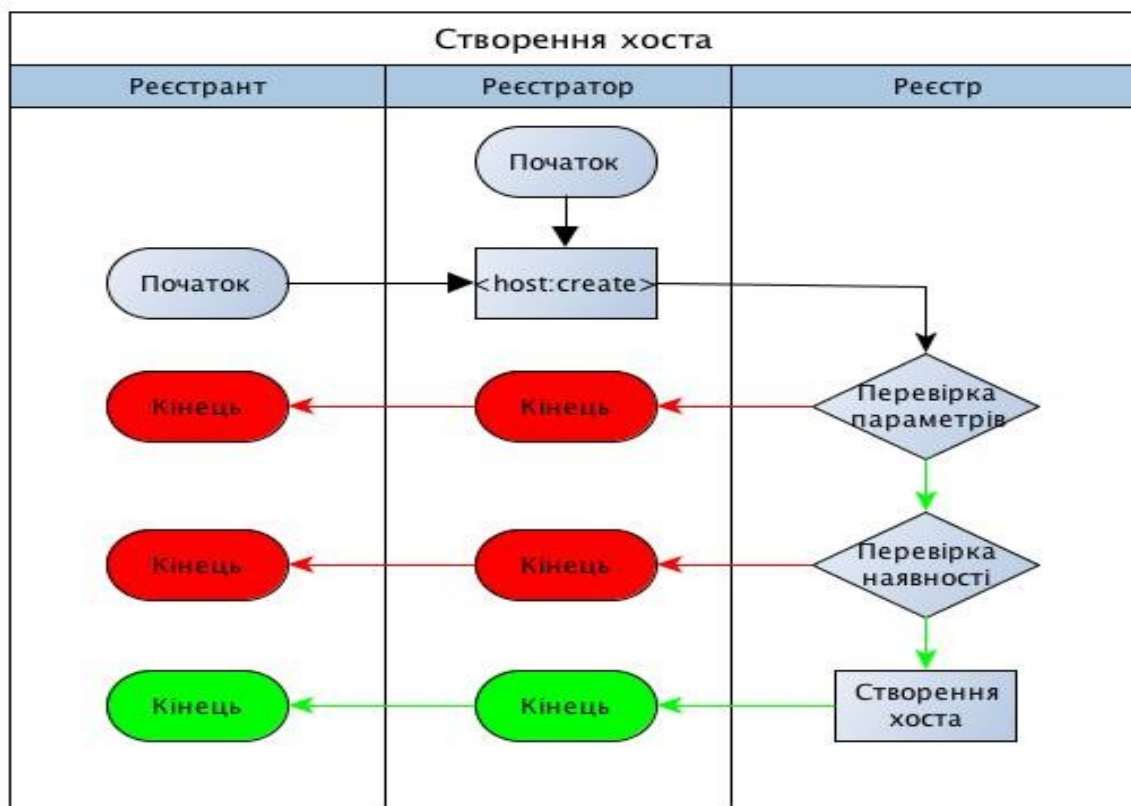 Створення хоста
Реєстрант
Реєстратор
Реєстр
Початок
Початок
<host:create>
Кінець
Кінець
Перевірка
параметрів
Кінець
Кінець
Перевірка
наявності
Кінець
Кінець
Створення
хоста